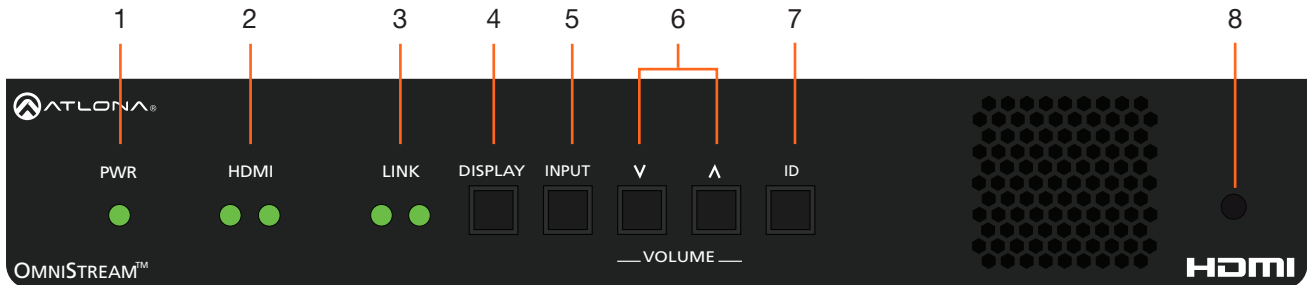 1 2 3 4 5 6 7 8
ATLONA®
PWR HDMI LINK DISPLAY INPUT ∨ ∧ ID
VOLUME
OMNISTREAM™ HDMI